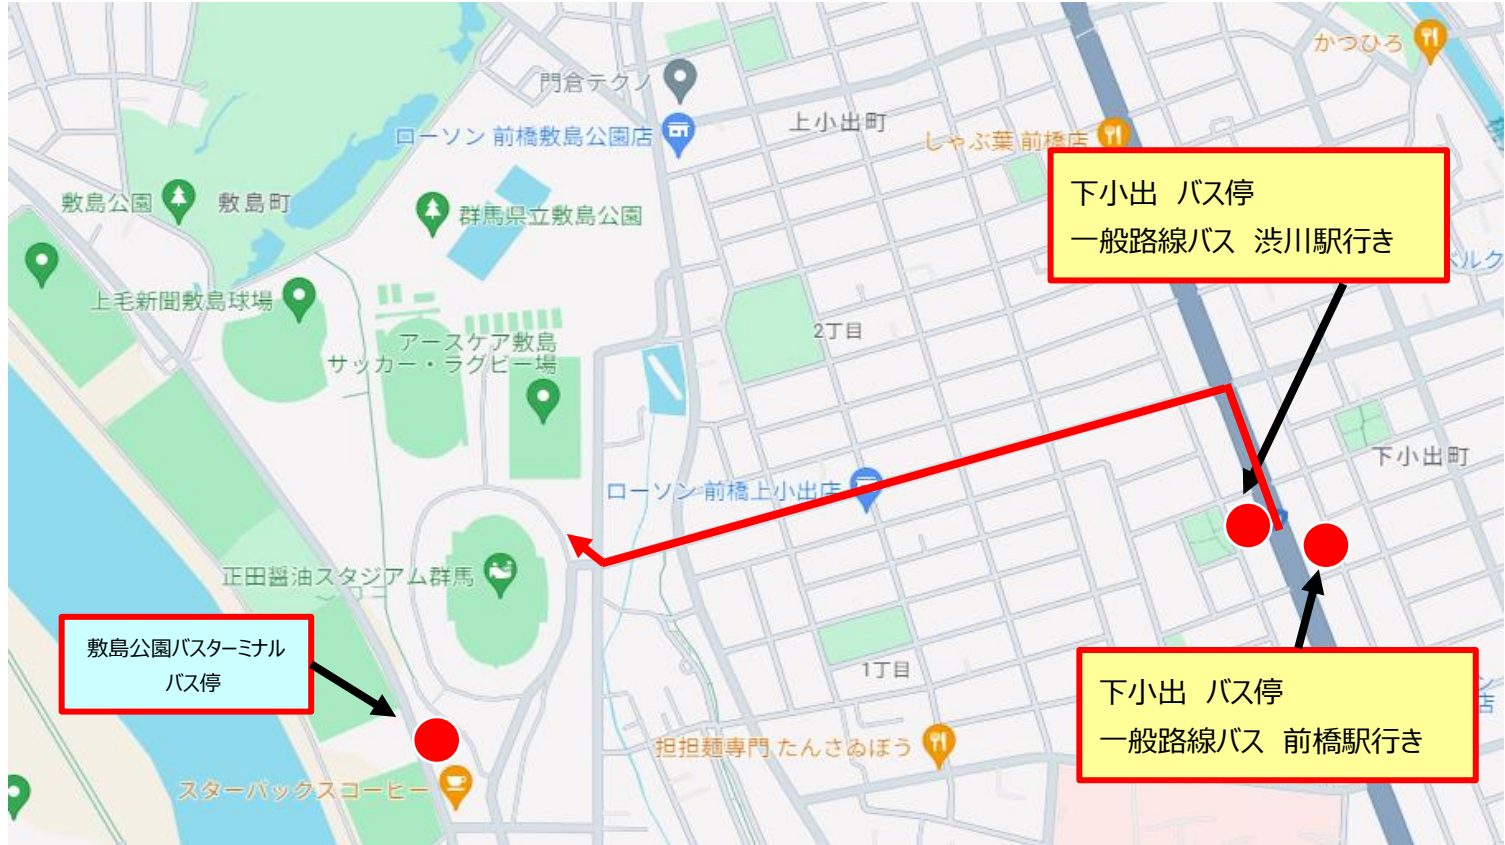 かつひろ
門倉テクノ
ローソン 前橋敷島公園店
上小出町
しゃぶ葉 前橋店
下小出 バス停
一般路線バス 渋川駅行き
敷島公園
敷島町
群馬県立敷島公園
ベルク
上毛新聞敷島球場
アースケア敷島
サッカー・ラグビー場
2丁目
下小出町
ローソン 前橋上小出店
正田醤油スタジアム群馬
敷島公園バスターミナル
バス停
1丁目
下小出 バス停
一般路線バス 前橋駅行き
店
担担麺専門 たんさゐぼう
スターバックスコーヒー